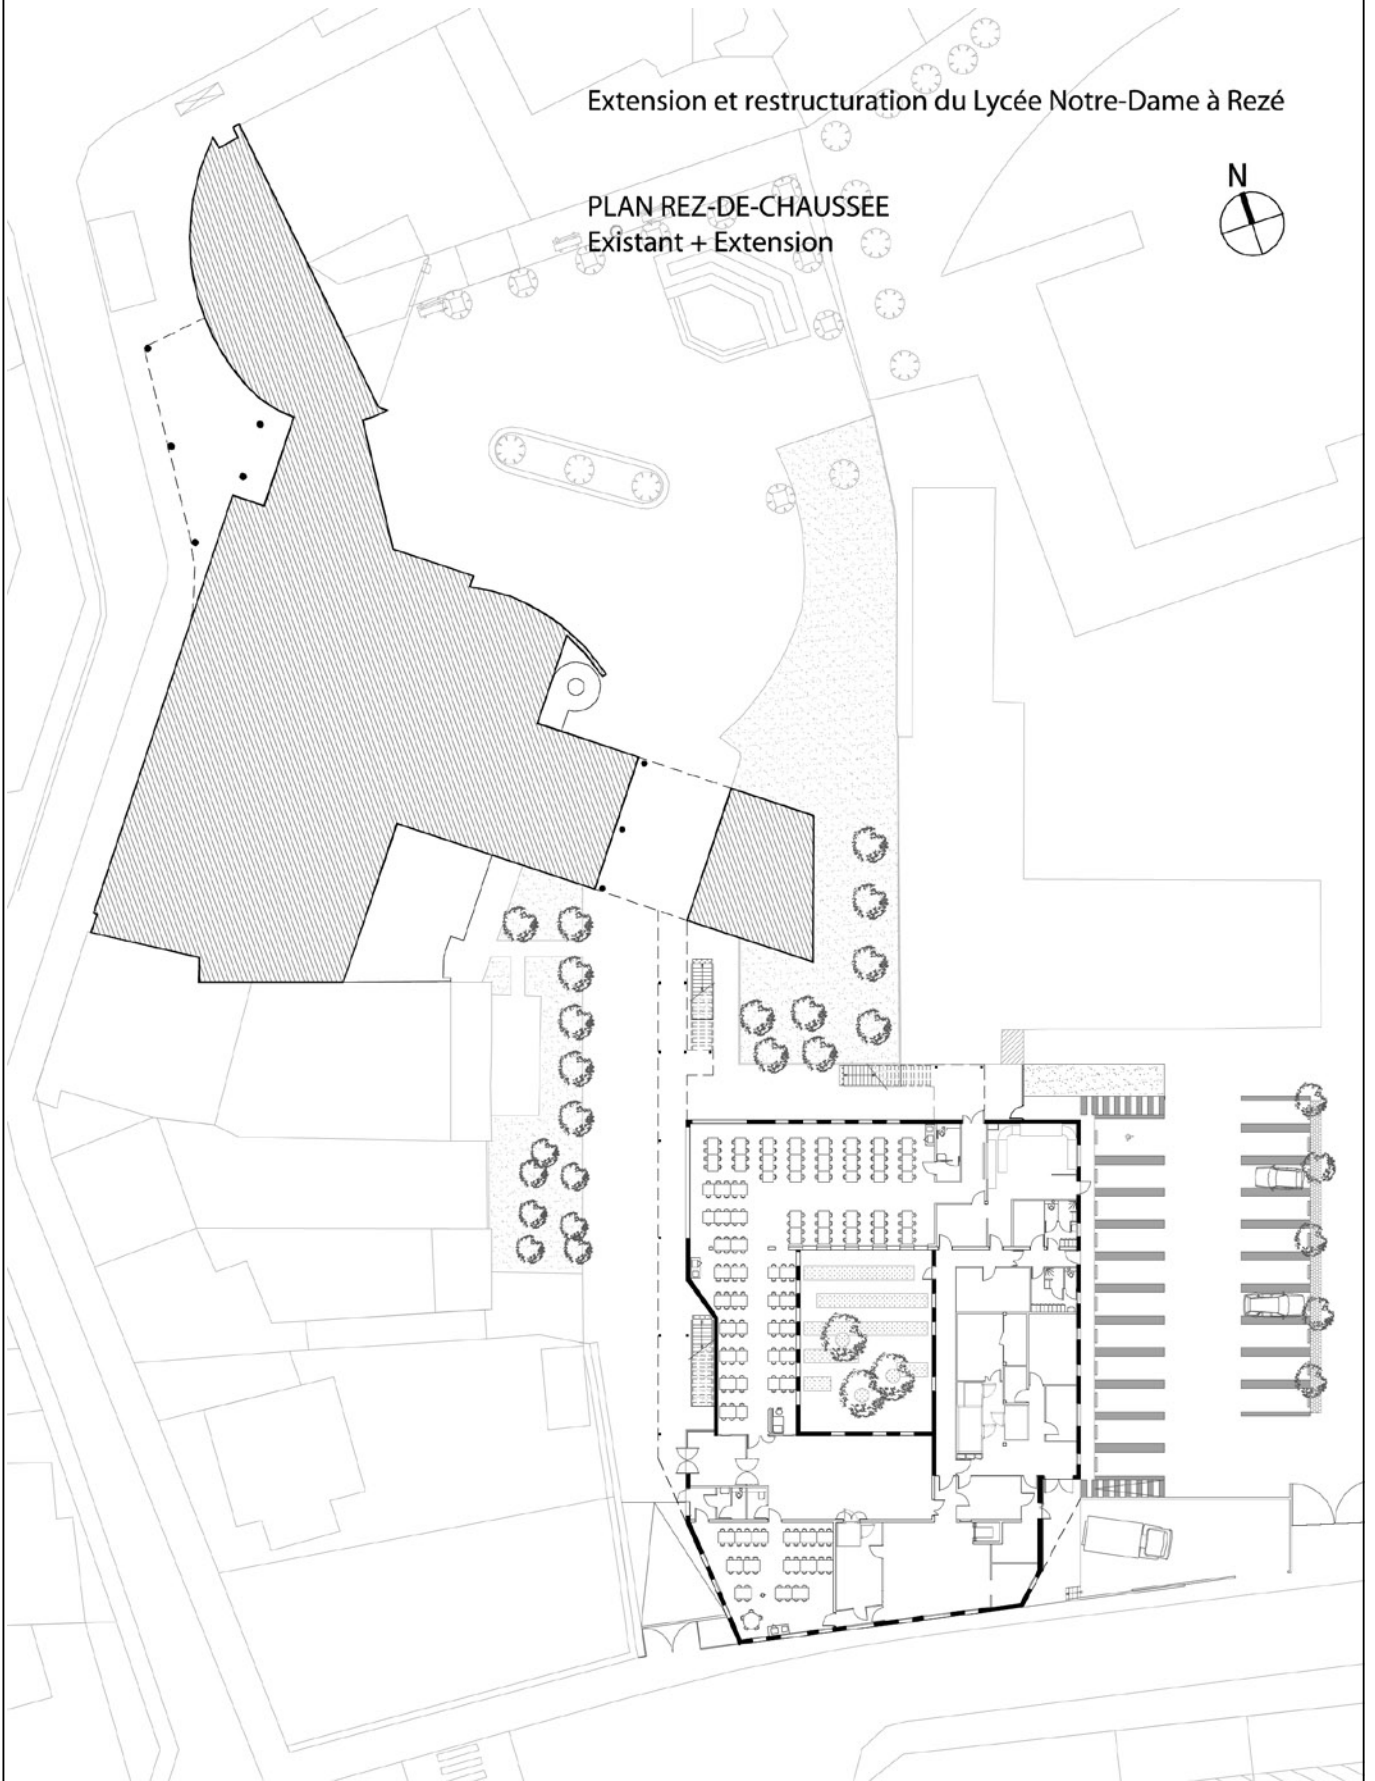 Extension et restructuration du Lycée Notre-Dame à Rezé
N
PLAN REZ-DE-CHAUSSEE
Existant + Extension